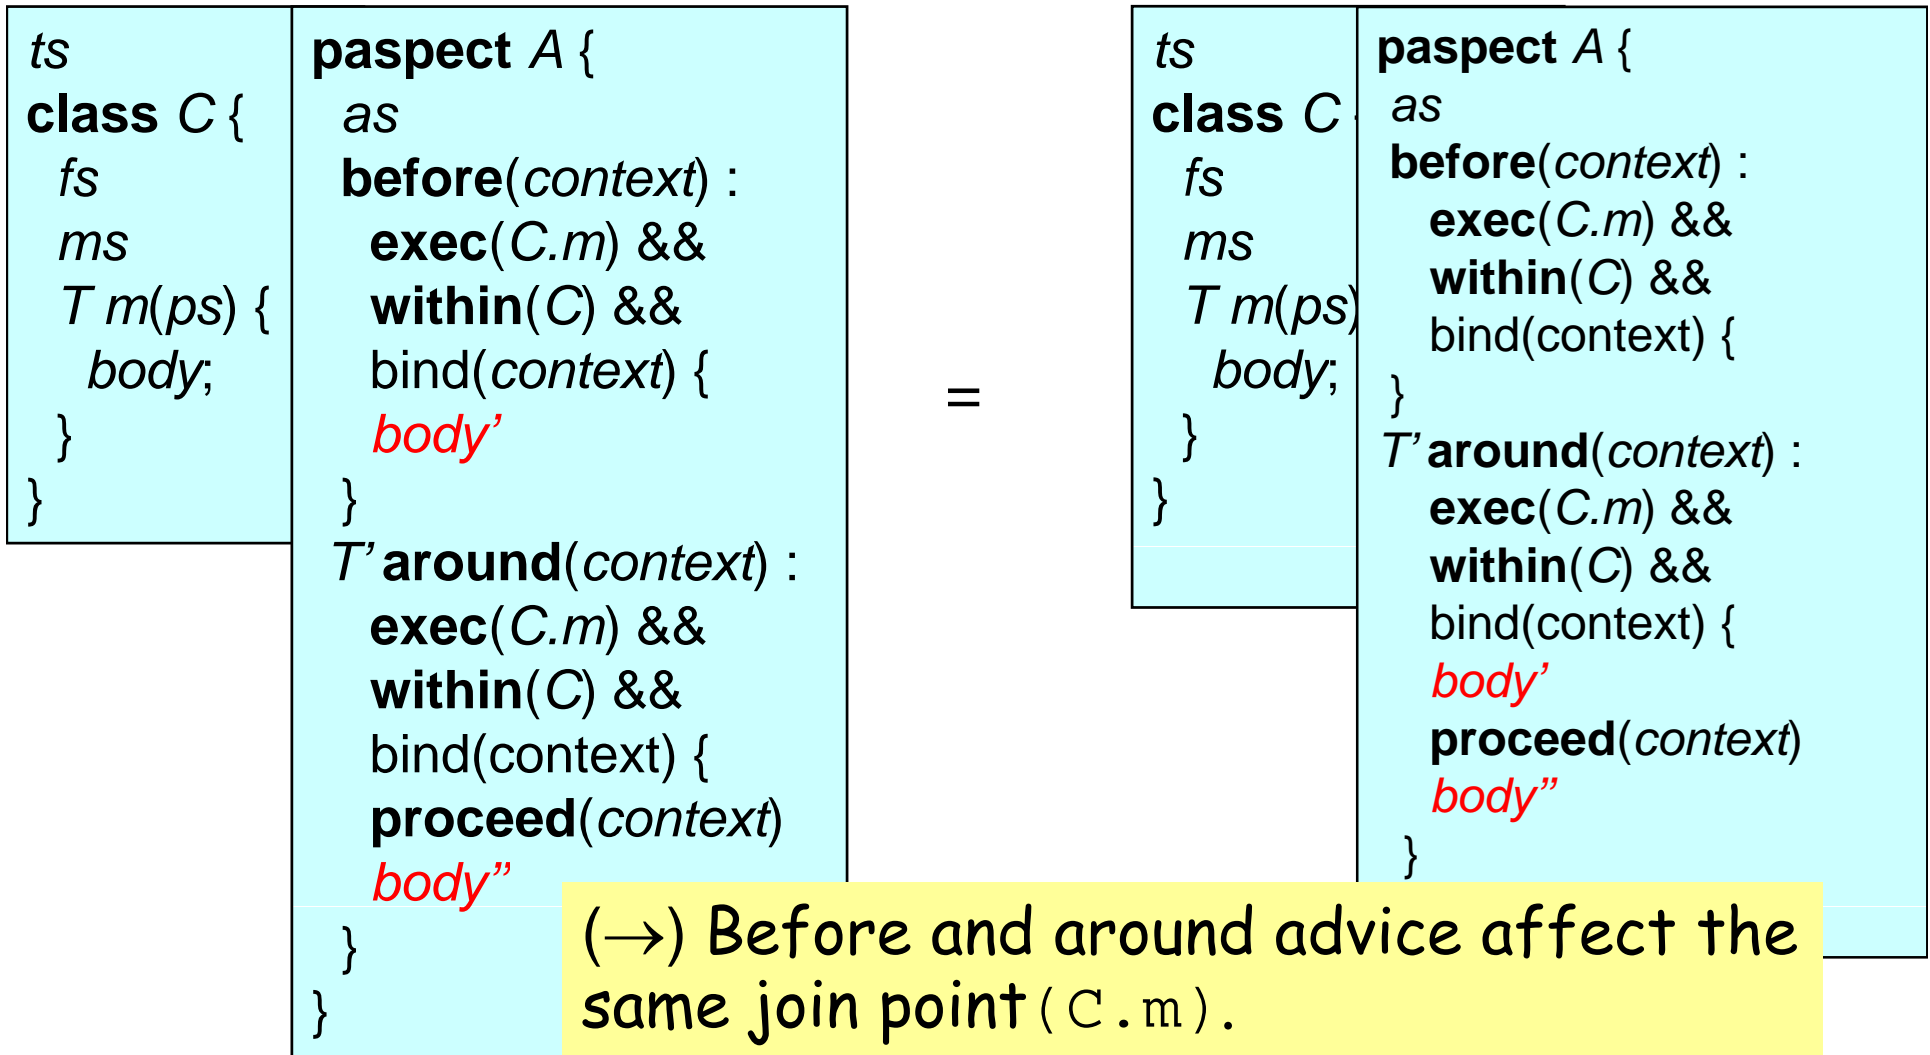 ts
class C {
fs
ms
T m(ps) {
body;
}
}
paspect A {
as
before(context) :
exec(C.m) &&
within(C) &&
bind(context) {
body’
}
T’ around(context) :
exec(C.m) &&
within(C) &&
bind(context) {
proceed(context)
body”
}
}
=
ts
class C
fs
ms
T m(ps)
body;
}
}
paspect A {
as
before(context) :
exec(C.m) &&
within(C) &&
bind(context) {
}
T’ around(context) :
exec(C.m) &&
within(C) &&
bind(context) {
body’
proceed(context)
body”
}
(→) Before and around advice affect the
same join point(C.m).